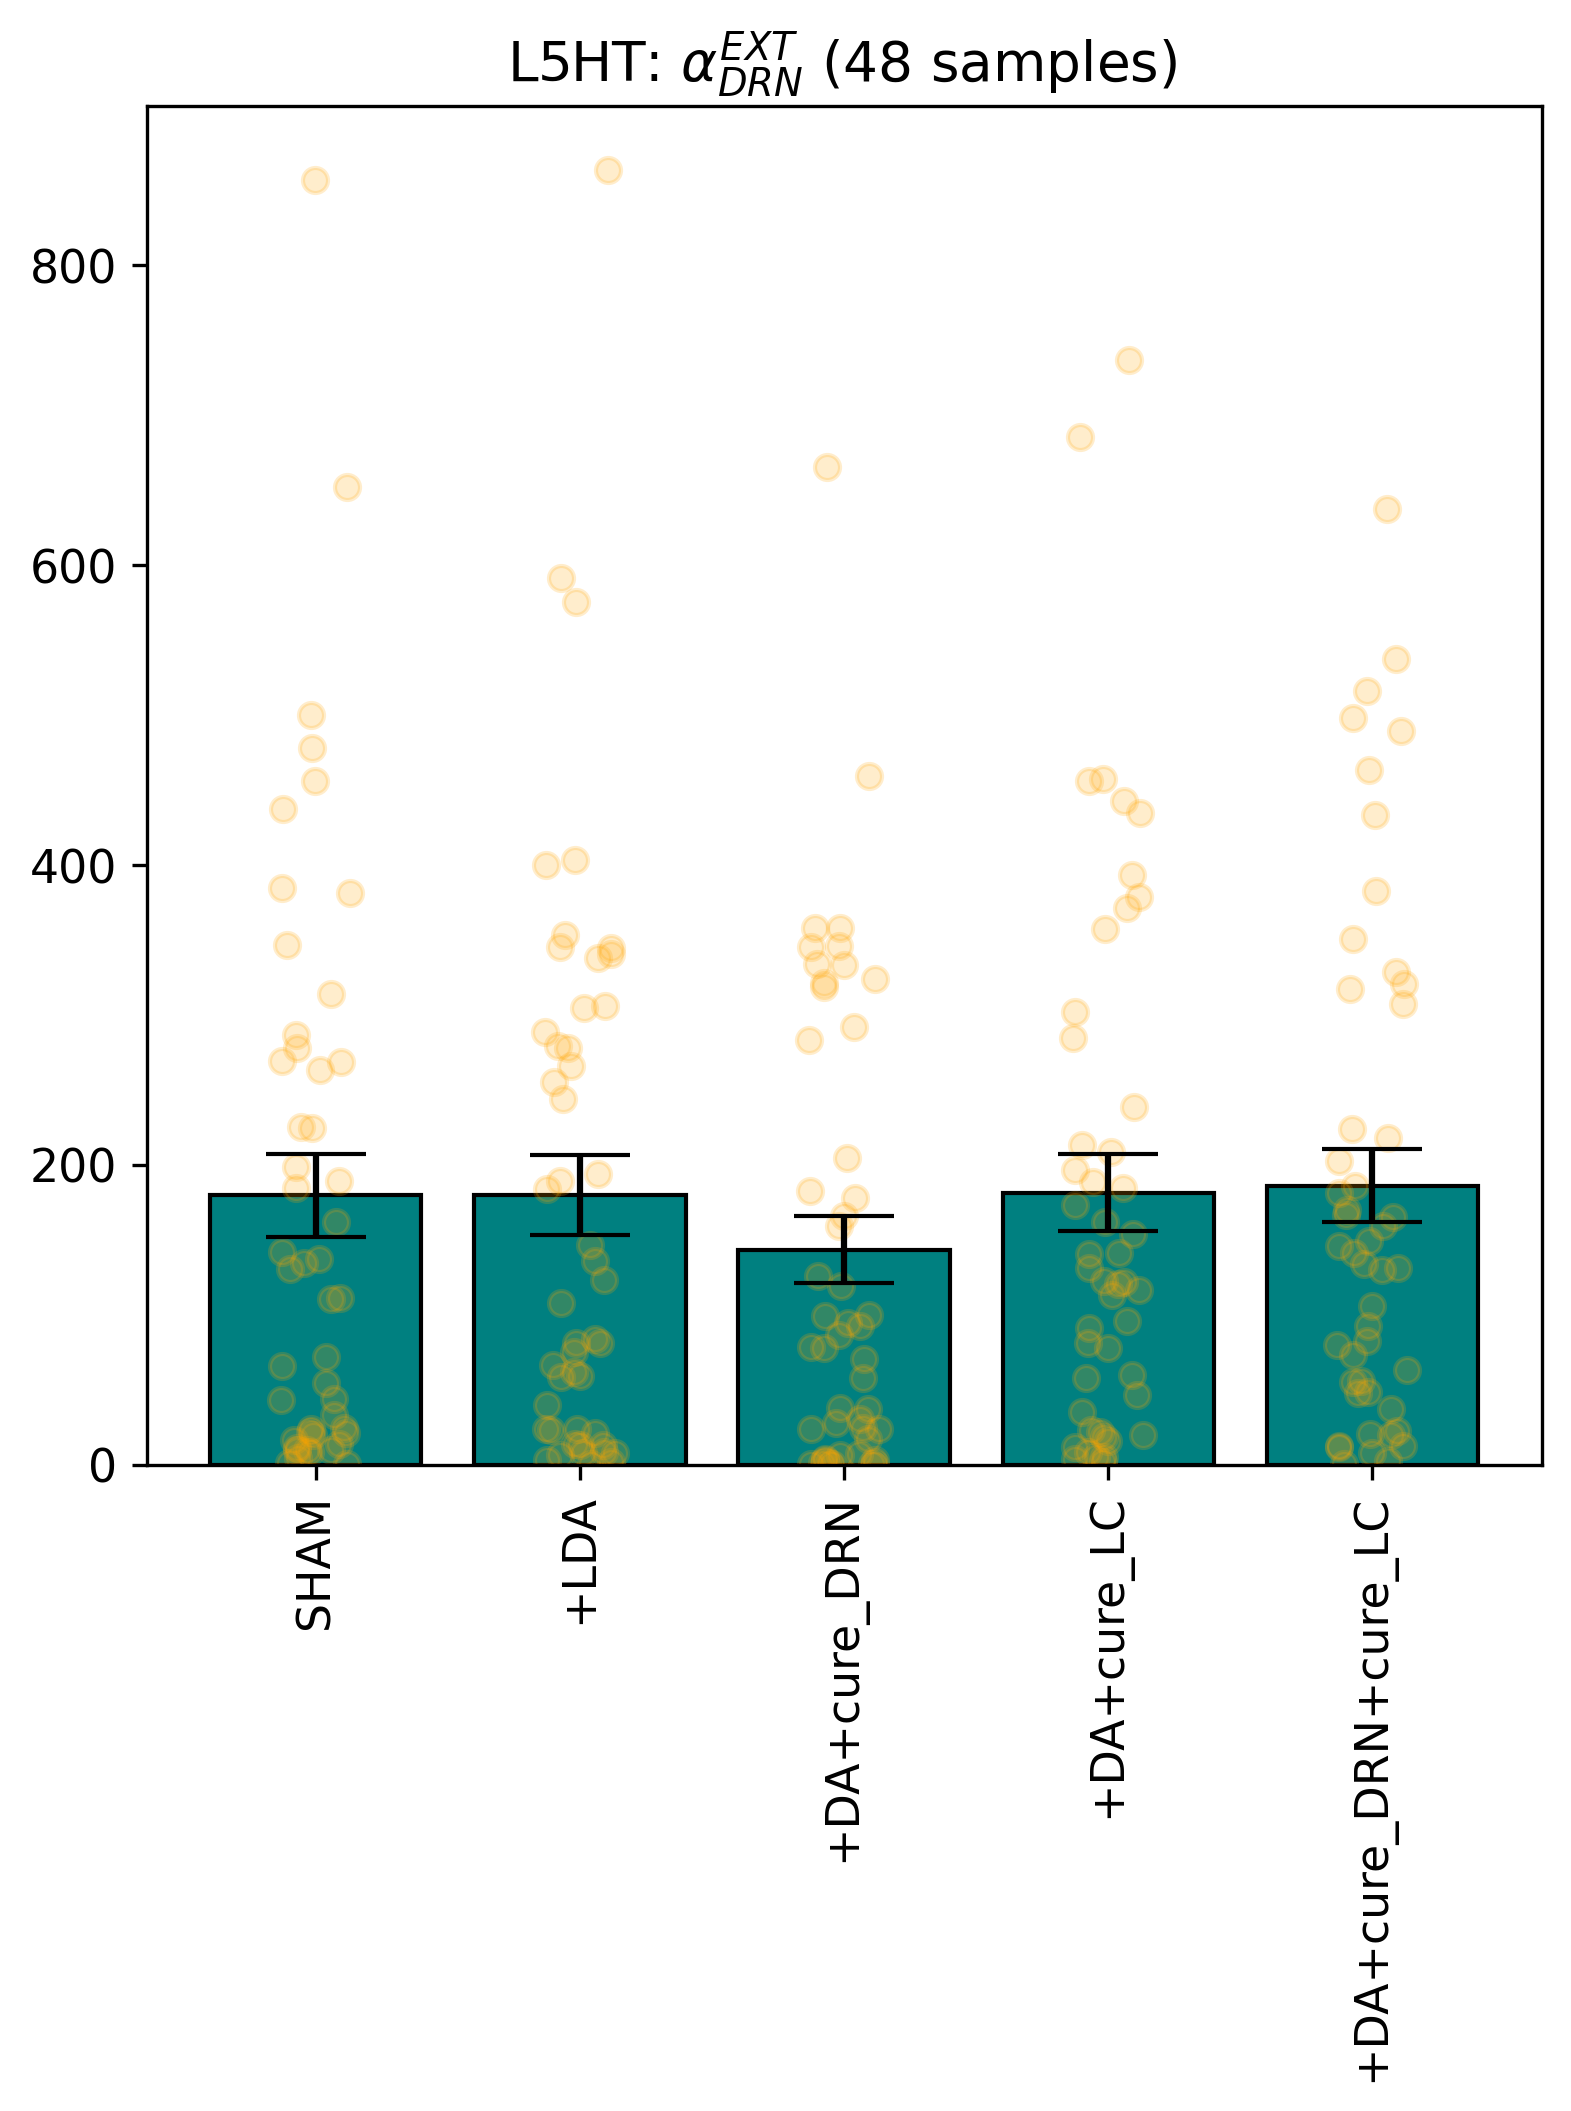 L5HT: α_{DRN}^{EXT} (48 samples)
800
600
400
200
0
SHAM
+LDA
+DA+cure_DRN
+DA+cure_LC
+DA+cure_DRN+cure_LC